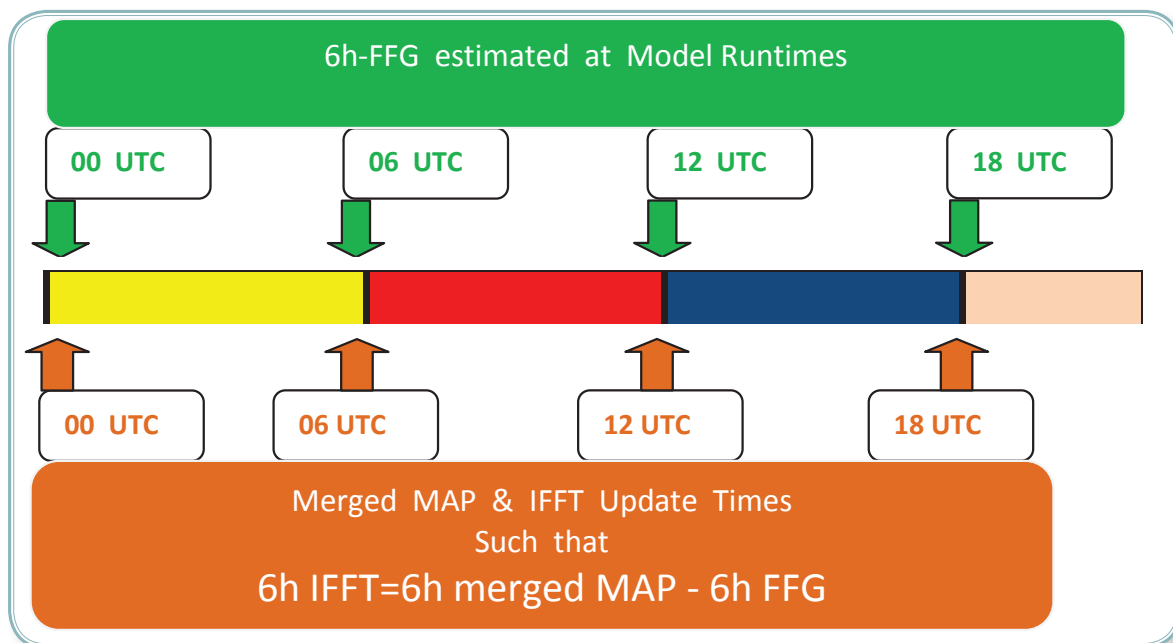 6h-FFG estimated at Model Runtimes
00 UTC
06 UTC
12 UTC
18 UTC
00 UTC
06 UTC
12 UTC
18 UTC
Merged MAP & IFFT Update Times
Such that
6h IFFT=6h merged MAP - 6h FFG